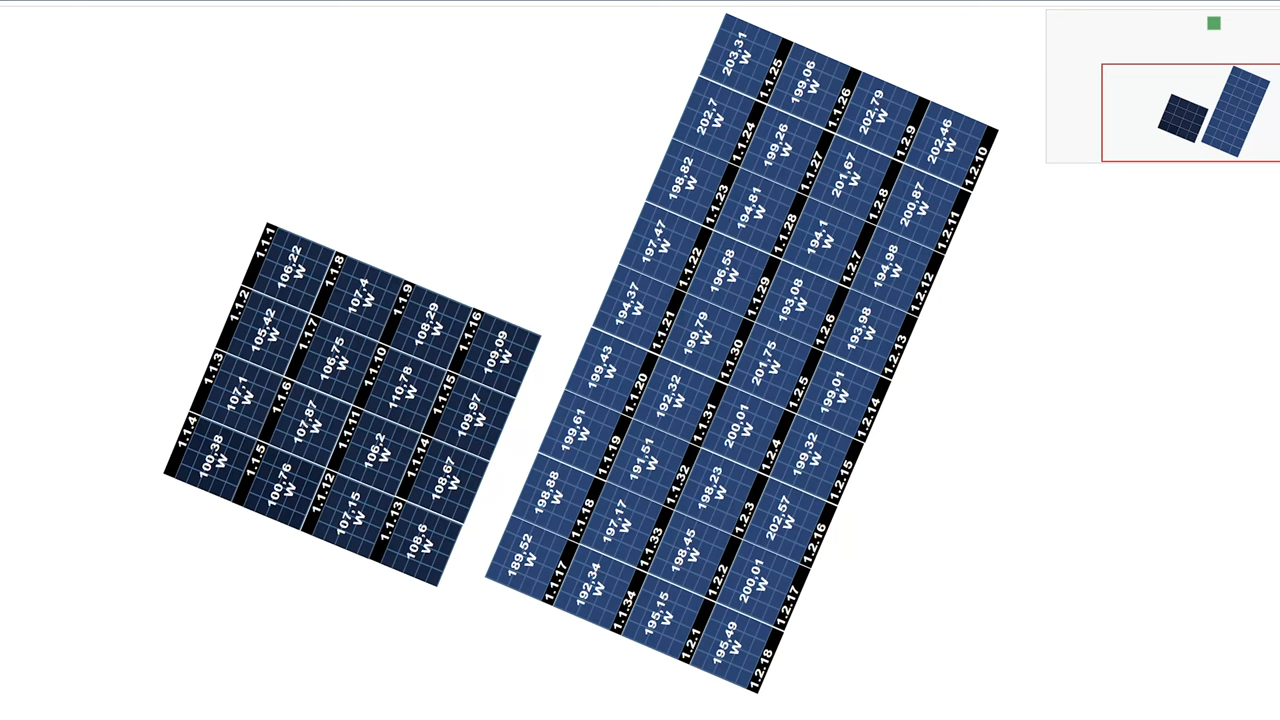 1.1.1
106,22
W
1.1.2
105,42
W
1.1.3
107,1
W
1.1.4
100,38
W
1.1.8
107,4
W
1.1.7
106,75
W
1.1.6
107,87
W
1.1.5
100,76
W
1.1.9
108,29
W
1.1.10
110,78
W
1.1.11
106,2
W
1.1.12
107,15
W
1.1.16
109,09
W
1.1.15
109,97
W
1.1.14
108,67
W
1.1.13
108,6
W
203,31
W
1.1.25
202,7
W
1.1.24
198,82
W
1.1.23
197,47
W
1.1.22
194,37
W
1.1.21
199,43
W
1.1.20
199,61
W
1.1.19
198,88
W
1.1.18
189,52
W
1.1.17
199,06
W
1.1.26
199,26
W
1.1.27
194,81
W
1.1.28
196,58
W
1.1.29
199,79
W
1.1.30
192,32
W
1.1.31
191,51
W
1.1.32
197,17
W
1.1.33
192,34
W
1.1.34
202,79
W
1.2.9
201,67
W
1.2.8
194,1
W
1.2.7
193,08
W
1.2.6
201,75
W
1.2.5
200,01
W
1.2.4
198,23
W
1.2.3
198,45
W
1.2.2
195,15
W
1.2.1
202,46
W
1.2.10
200,87
W
1.2.11
194,98
W
1.2.12
193,98
W
1.2.13
199,01
W
1.2.14
199,32
W
1.2.15
202,57
W
1.2.16
200,01
W
1.2.17
195,49
W
1.2.18